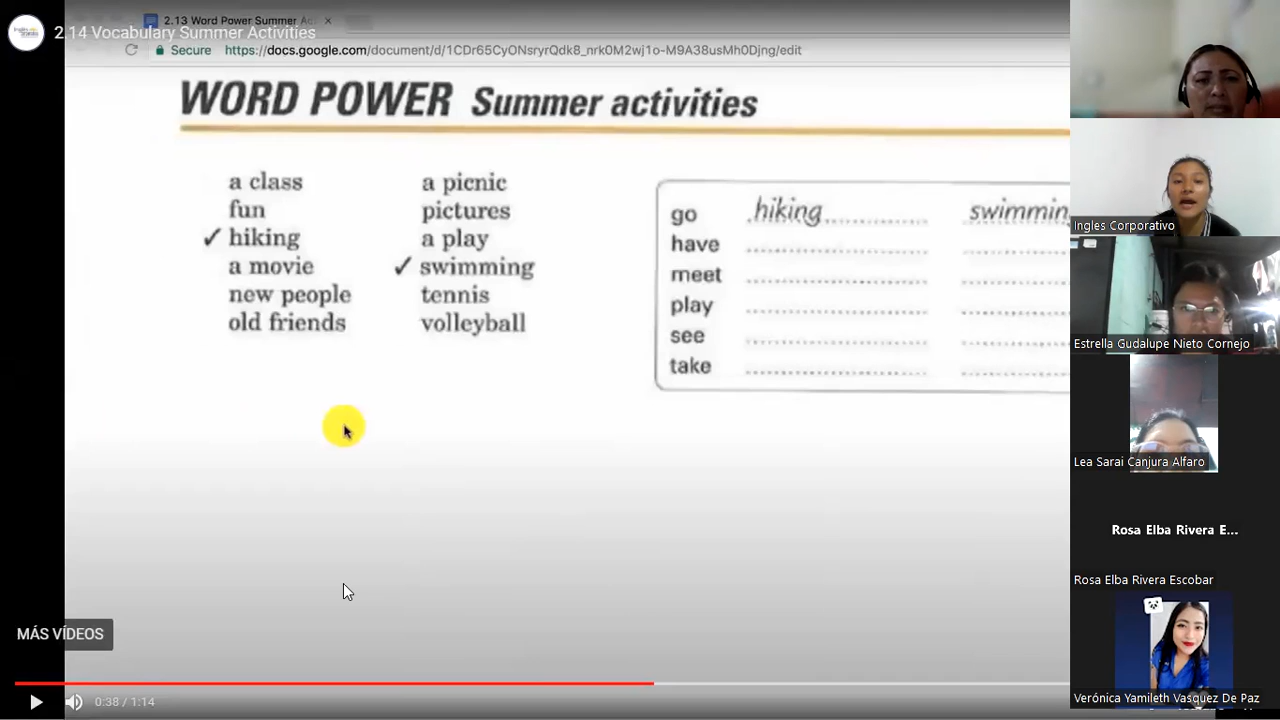 2.13 Word Power Summer Ac
2.14 Vocabulary Summer Activities
Secure
https://docs.google.com/document/d/1CDr65CyONsryrQdk8_nrk0M2wj1o-M9A38usMh0Djng/edit
WORD POWER Summer activities
a class
fun
✓ hiking
a movie
new people
old friends
a picnic
pictures
a play
✓ swimming
tennis
volleyball
go hiking swimmin
have
meet
play
see
take
MÁS VÍDEOS
0:38 / 1:14
Ingles Corporativo
Estrella Gudalupe Nieto Cornejo
Lea Sarai Canjura Alfaro
Rosa Elba Rivera E...
Rosa Elba Rivera Escobar
Verónica Yamileth Vasquez De Paz